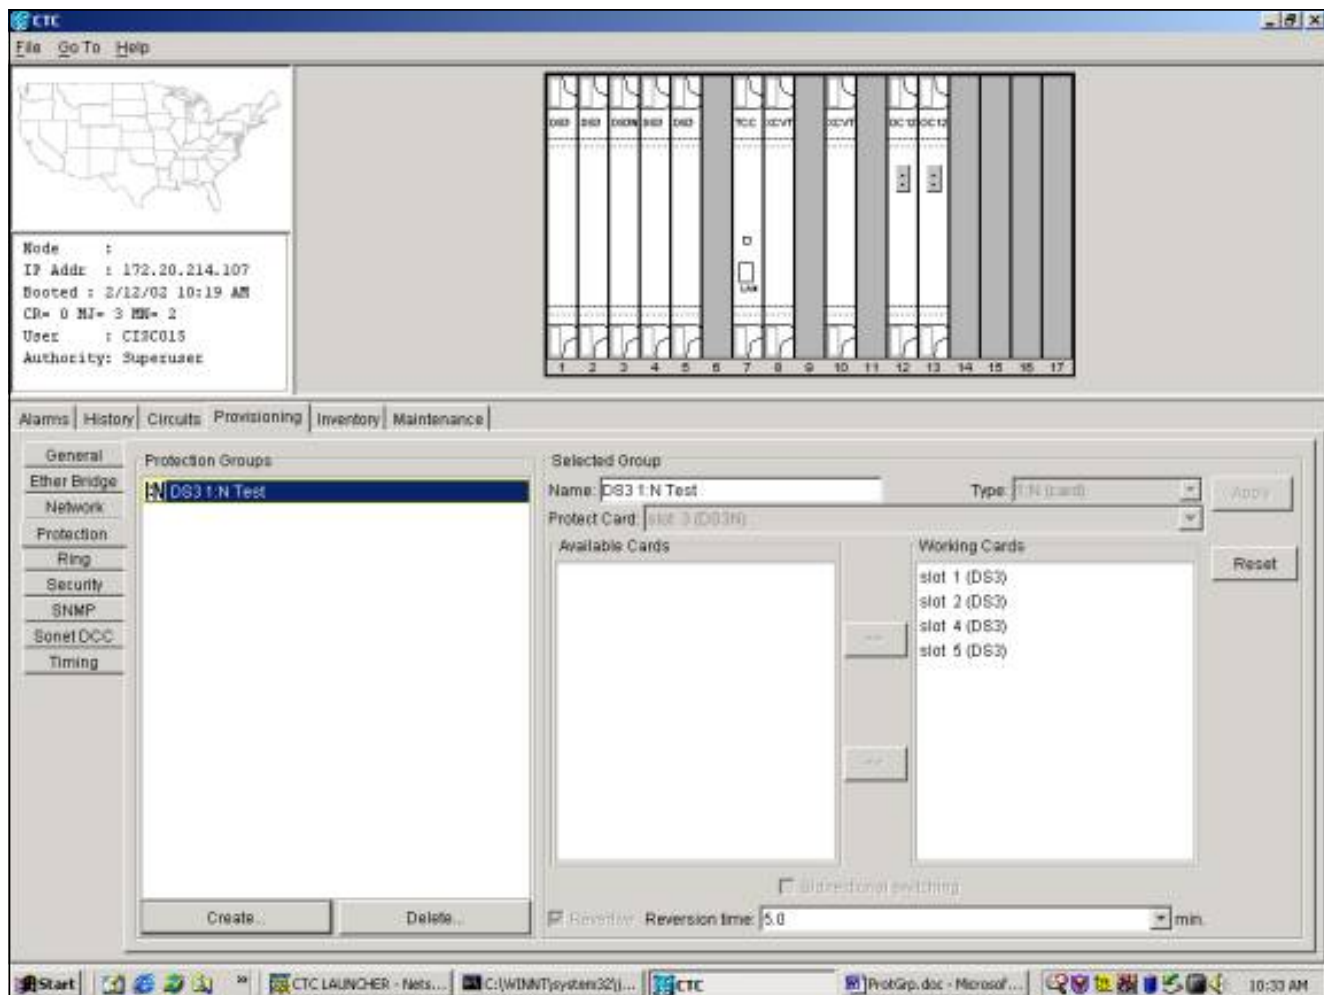 CTC
File Go To Help
DS3 DS3 DS3N DS3 DS3 TCC XCVT XCVT OC12 OC12
LAN
1 2 3 4 5 6 7 8 9 10 11 12 13 14 15 16 17
Node :
IP Addr : 172.20.214.107
Booted : 2/12/02 10:19 AM
CR= 0 MJ= 3 MN= 2
User : CISCO15
Authority: Superuser
Alarms History Circuits Provisioning Inventory Maintenance
General
Ether Bridge
Network
Protection
Ring
Security
SNMP
Sonet DCC
Timing
Protection Groups
1:N DS3 1:N Test
Create...
Delete...
Selected Group
Name: DS3 1:N Test
Type: 1:N (card)
Apply
Protect Card: slot 3 (DS3N)
Reset
Available Cards
Working Cards
slot 1 (DS3)
slot 2 (DS3)
slot 4 (DS3)
slot 5 (DS3)
Bidirectional switching
Revertive Reversion time: 5.0 min.
Start » CTC LAUNCHER - Nets... C:\WINNT\system32\j... CTC ProtGrp.doc - Microsof... 10:33 AM